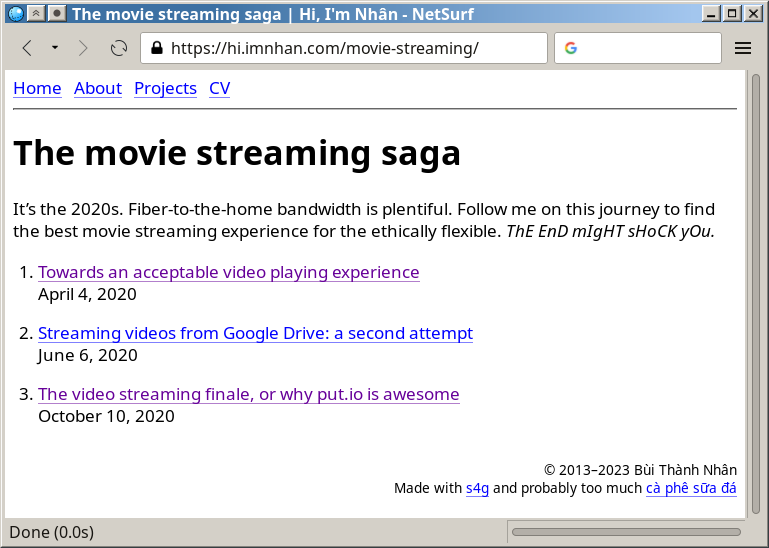 The movie streaming saga | Hi, I'm Nhân - NetSurf
https://hi.imnhan.com/movie-streaming/
Home About Projects CV
The movie streaming saga
It’s the 2020s. Fiber-to-the-home bandwidth is plentiful. Follow me on this journey to find
the best movie streaming experience for the ethically flexible. ThE EnD mIgHT sHoCK yOu.
1. Towards an acceptable video playing experience
April 4, 2020
2. Streaming videos from Google Drive: a second attempt
June 6, 2020
3. The video streaming finale, or why put.io is awesome
October 10, 2020
© 2013–2023 Bùi Thành Nhân
Made with s4g and probably too much cà phê sữa đá
Done (0.0s)